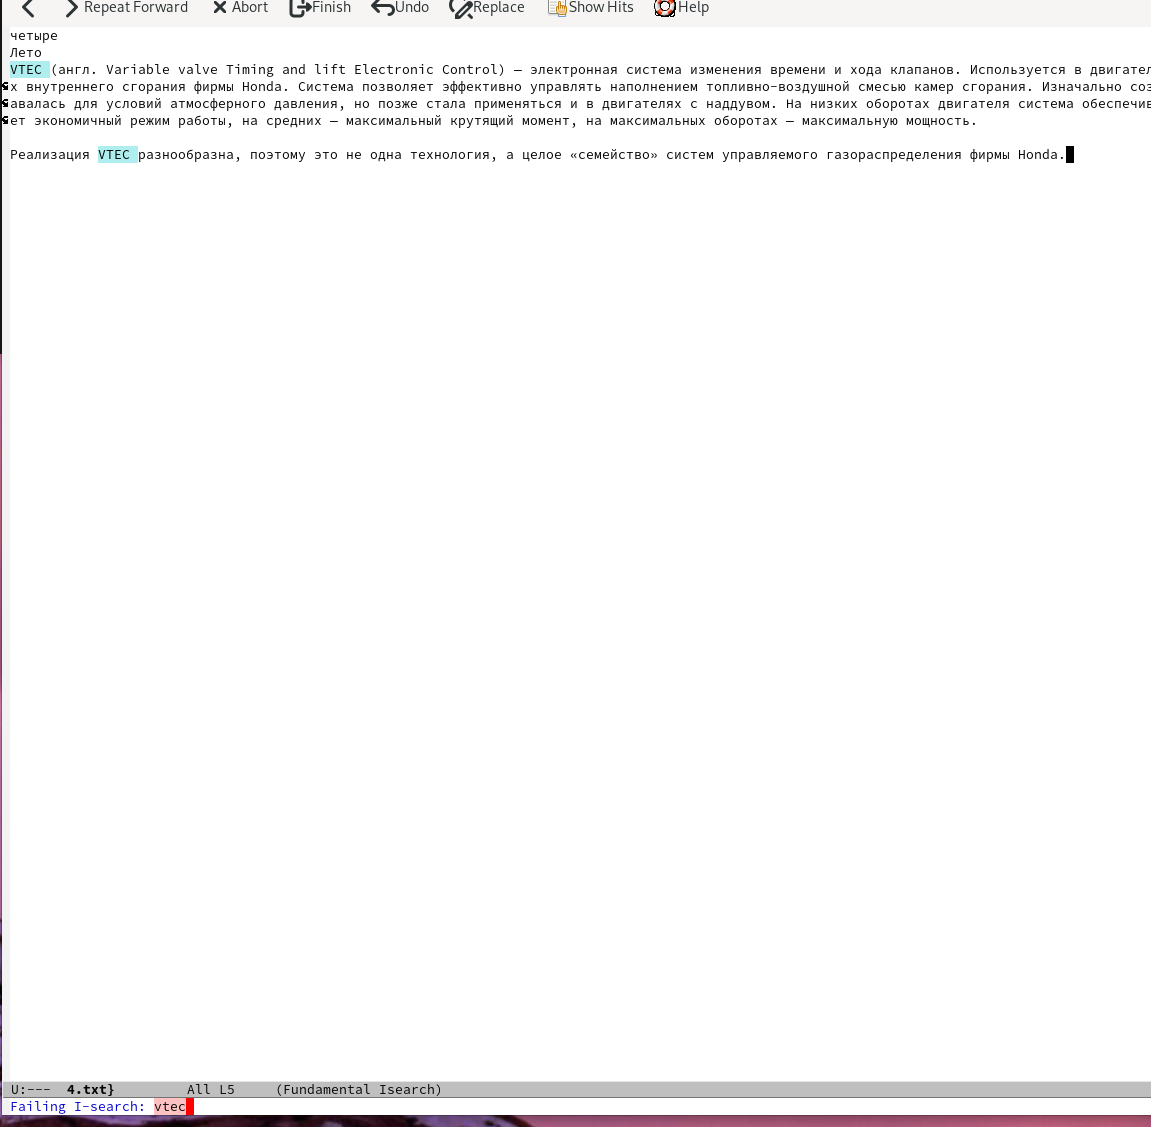 Repeat Forward Abort Finish Undo Replace Show Hits Help
четыре
Лето
VTEC (англ. Variable valve Timing and lift Electronic Control) — электронная система изменения времени и хода клапанов. Используется в двигател
х внутреннего сгорания фирмы Honda. Система позволяет эффективно управлять наполнением топливно-воздушной смесью камер сгорания. Изначально соз
авалась для условий атмосферного давления, но позже стала применяться и в двигателях с наддувом. На низких оборотах двигателя система обеспечив
ет экономичный режим работы, на средних — максимальный крутящий момент, на максимальных оборотах — максимальную мощность.
Реализация VTEC разнообразна, поэтому это не одна технология, а целое «семейство» систем управляемого газораспределения фирмы Honda.
U:--- 4.txt} All L5 (Fundamental Isearch)
Failing I-search: vtec